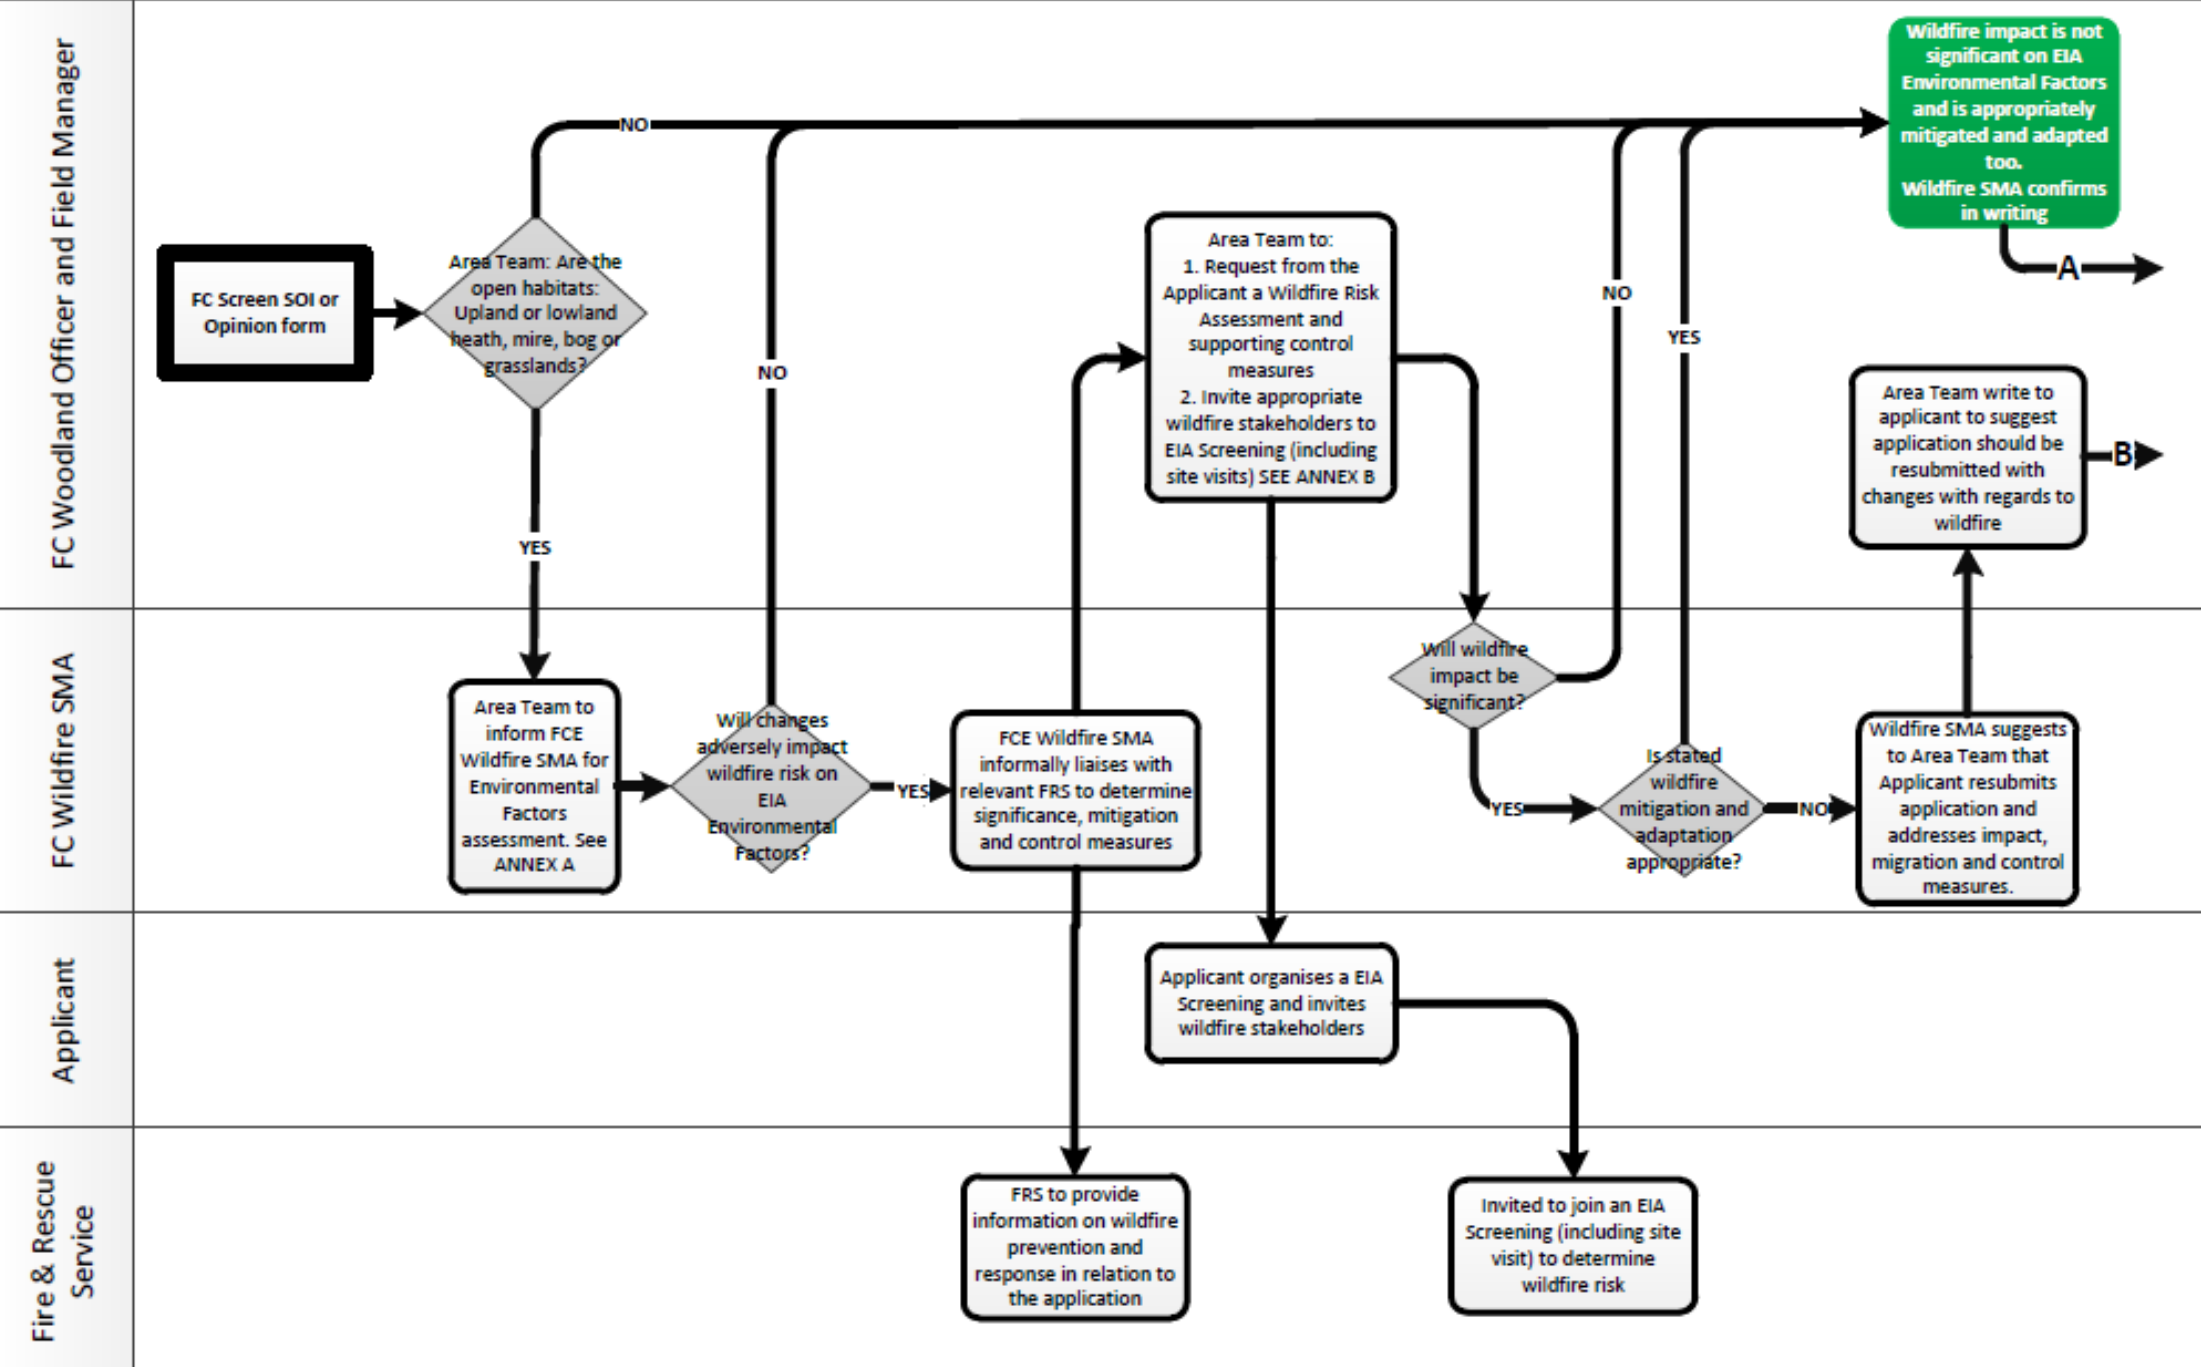 FC Woodland Officer and Field Manager
FC Screen SOI or
Opinion form
Area Team: Are the
open habitats:
Upland or lowland
heath, mire, bog or
grasslands?
NO
YES
NO
Area Team to:
1. Request from the
Applicant a Wildfire Risk
Assessment and
supporting control
measures
2. Invite appropriate
wildfire stakeholders to
EIA Screening (including
site visits) SEE ANNEX B
NO
YES
Wildfire impact is not
significant on EIA
Environmental Factors
and is appropriately
mitigated and adapted
too.
Wildfire SMA confirms
in writing
A
Area Team write to
applicant to suggest
application should be
resubmitted with
changes with regards to
wildfire
B
FC Wildfire SMA
Area Team to
inform FCE
Wildfire SMA for
Environmental
Factors
assessment. See
ANNEX A
Will changes
adversely impact
wildfire risk on
EIA
Environmental
Factors?
YES
FCE Wildfire SMA
informally liaises with
relevant FRS to determine
significance, mitigation
and control measures
Will wildfire
impact be
significant?
YES
Is stated
wildfire
mitigation and
adaptation
appropriate?
NO
Wildfire SMA suggests
to Area Team that
Applicant resubmits
application and
addresses impact,
migration and control
measures.
Applicant
Applicant organises a EIA
Screening and invites
wildfire stakeholders
Fire & Rescue
Service
FRS to provide
information on wildfire
prevention and
response in relation to
the application
Invited to join an EIA
Screening (including site
visit) to determine
wildfire risk